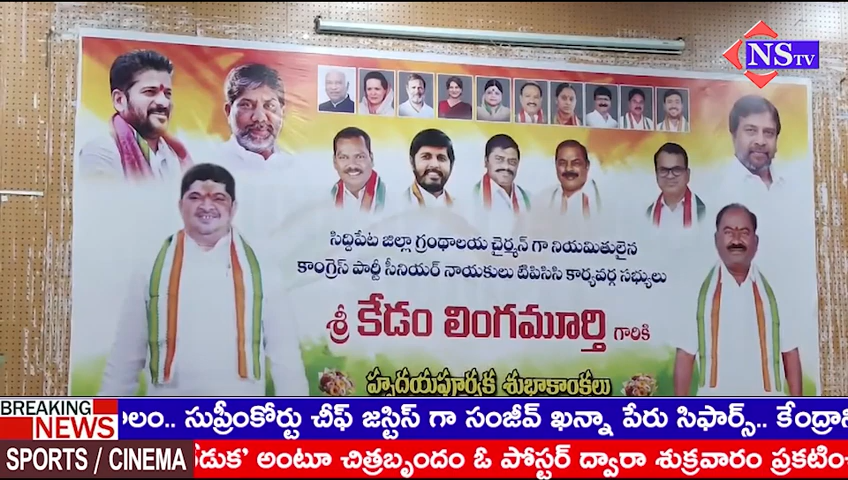 NS TV
సిద్దిపేట జిల్లా గ్రంథాలయ చైర్మన్ గా నియమితులైన
కాంగ్రెస్ పార్టీ సీనియర్ నాయకులు టిపిసిసి కార్యవర్గ సభ్యులు
శ్రీ కేడం లింగమూర్తి గారికి
హృదయపూర్వక శుభాకాంక్షలు
BREAKING NEWS
సుప్రీంకోర్టు చీఫ్ జస్టిస్ గా సంజీవ్ ఖన్నా పేరు సిఫార్స్..
SPORTS / CINEMA
అంటూ చిత్రబృందం ఓ పోస్టర్ ద్వారా శుక్రవారం